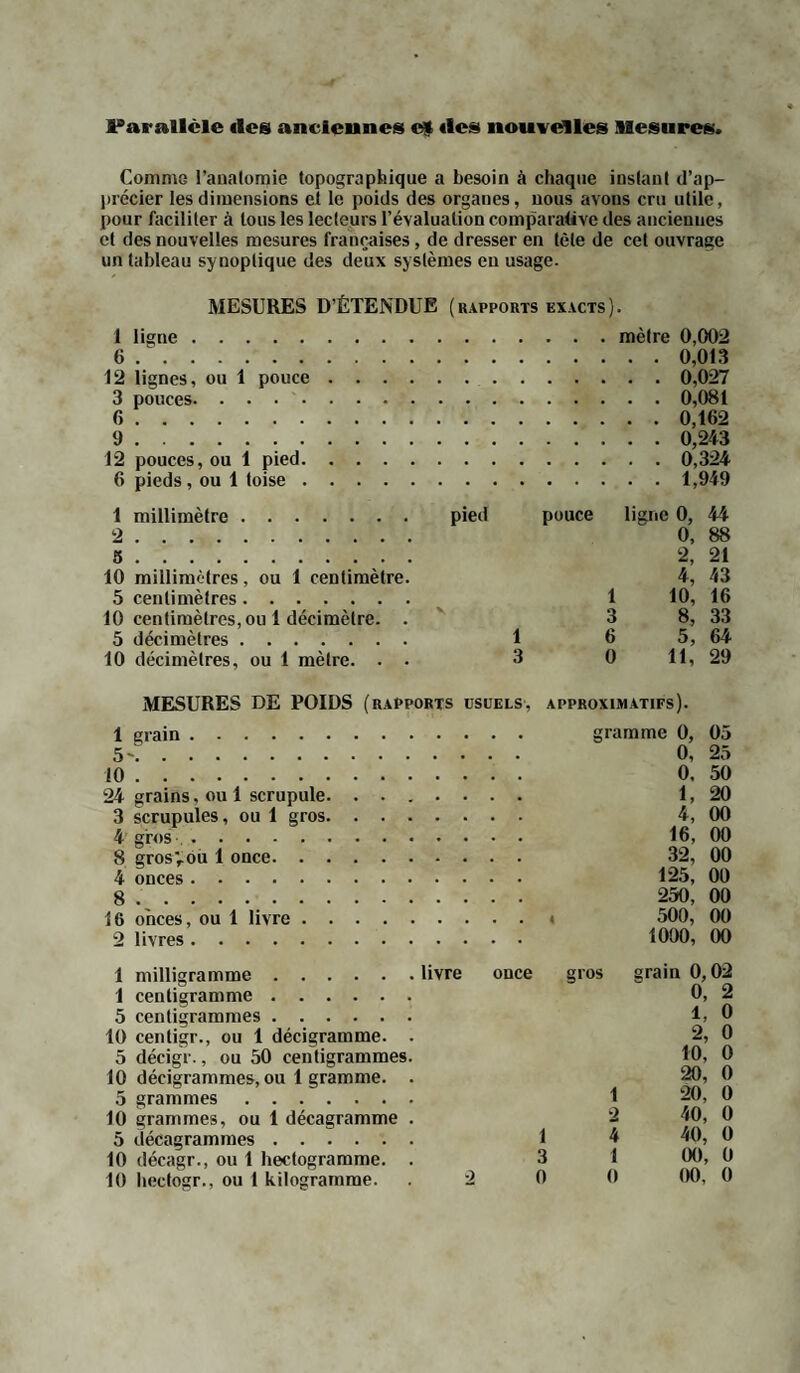 Parallèle des anciennes et des nouvelles Mesures.
Comme l'anatomie topographique a besoin à chaque instant d'ap-
précier les dimensions et le poids des organes, nous avons cru utile,
pour faciliter à tous les lecteurs l'évaluation comparative des anciennes
et des nouvelles mesures françaises, de dresser en tête de cet ouvrage
un tableau synoptique des deux systèmes en usage.
MESURES D'ÉTENDUE (RAPPORTS EXACTS).
1 ligne . . . . . . . . . . . . . . . . mètre 0,002
6 . . . . . . . . . . . . . . . . . . . . 0,013
12 lignes, ou 1 pouce . . . . . . . . . . . . . 0,027
3 pouces. . . . . . . . . . . . . . . . . . 0,081
6 . . . . . . . . . . . . . . . . . . . . 0,162
9 . . . . . . . . . . . . . . . . . . . . 0,243
12 pouces, ou 1 pied. . . . . . . . . . . . . . 0,324
6 pieds, ou 1 toise . . . . . . . . . . . . . . 1,949
1 millimètre . . . . . . . pied pouce ligne 0, 44
2 . . . . . . . . . . . 0, 88
5 . . . . . . . . . . . 2, 21
10 millimètres, ou 1 centimètre. 4, 43
5 centimètres . . . . . . . 1 10, 16
10 centimètres, ou 1 décimètre. . 3 8, 33
5 décimètres . . . . . . . 1 6 5, 64
10 décimètres, ou 1 mètre. . . 3 0 11, 29
MESURES DE POIDS (RAPPORTS USUELS, APPROXIMATIFS).
1 grain . . . . . . . . . . . . . gramme 0, 05
5 . . . . . . . . . . . . . . . 0, 25
10 . . . . . . . . . . . . . . . 0, 50
24 grains, ou 1 scrupule. . . . . . . . 1, 20
3 scrupules, ou 1 gros. . . . . . . . 4, 00
4 gros . . . . . . . . . . . . . 16, 00
8 gros, ou 1 once. . . . . . . . . . 32, 00
4 onces . . . . . . . . . . . . . 125, 00
8 . . . . . . . . . . . . . . . 250, 00
16 onces, ou 1 livre . . . . . . . . . 500, 00
2 livres . . . . . . . . . . . . . 1000, 00
1 milligramme . . . . . . livre once gros grain 0,02
1 centigramme . . . . . . 0, 2
5 centigrammes . . . . . . 1, 0
10 centigr., ou 1 décigramme. . 2, 0
5 décigr., ou 50 centigrammes. 10, 0
10 décigrammes, ou 1 gramme. . 20, 0
5 grammes . . . . . . . 1 20, 0
10 grammes, ou 1 décagramme . 2 40, 0
5 décagrammes . . . . . . 1 4 40, 0
10 décagr., ou 1 hectogramme. . 3 1 00, 0
10 hectogr., ou 1 kilogramme. . 2 0 0 00, 0